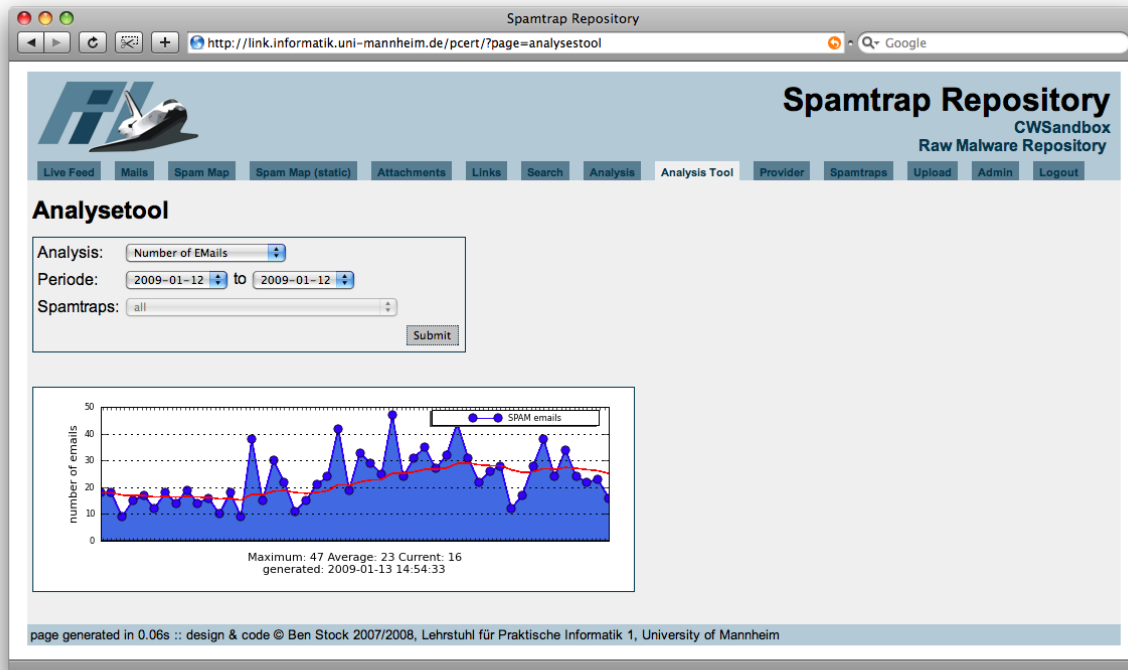 Spamtrap Repository
http://link.informatik.uni-mannheim.de/pcert/?page=analysestool
Google
Spamtrap Repository
CWSandbox
Raw Malware Repository
Live Feed Mails Spam Map Spam Map (static) Attachments Links Search Analysis Analysis Tool Provider Spamtraps Upload Admin Logout
Analysetool
Analysis: Number of EMails
Periode: 2009-01-12 to 2009-01-12
Spamtraps: all
Submit
50
40
30
20
10
0
number of emails
SPAM emails
Maximum: 47 Average: 23 Current: 16
generated: 2009-01-13 14:54:33
page generated in 0.06s :: design & code © Ben Stock 2007/2008, Lehrstuhl für Praktische Informatik 1, University of Mannheim